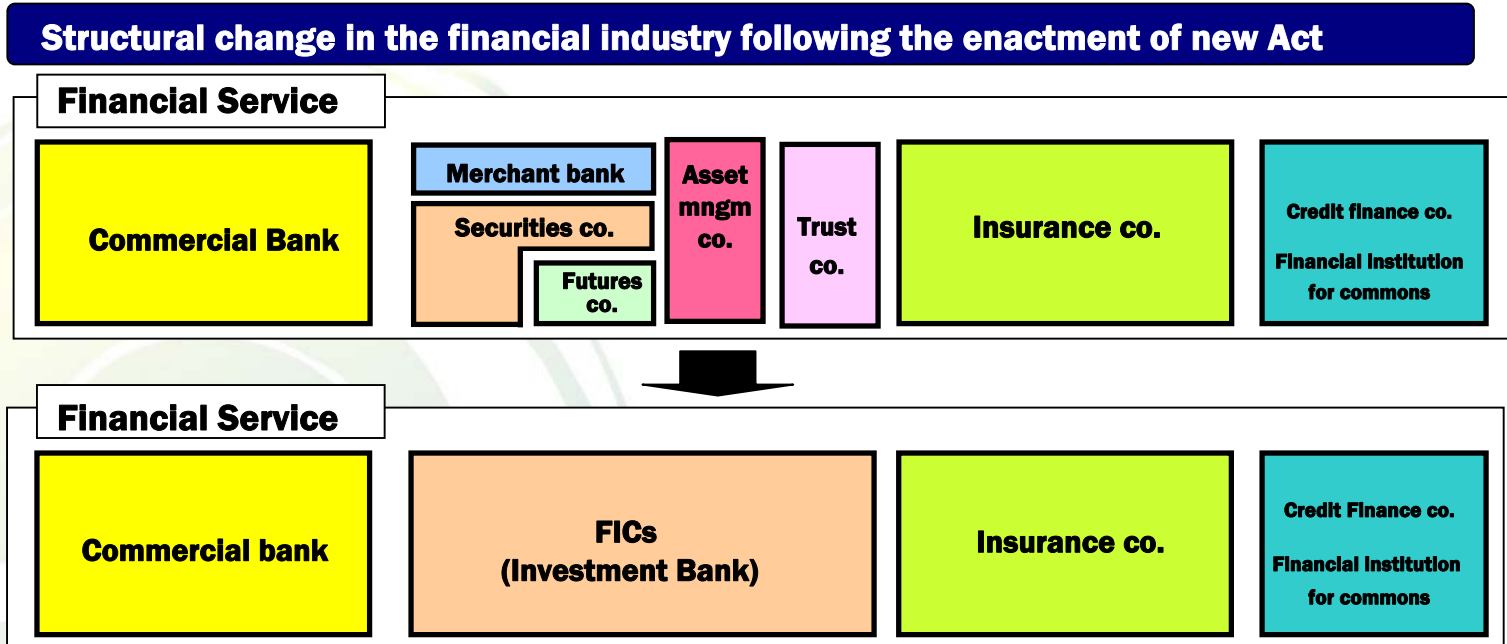 Structural change in the financial industry following the enactment of new Act
Financial Service
Commercial Bank
Merchant bank
Securities co.
Futures
co.
Asset
mngm
co.
Trust
co.
Insurance co.
Credit finance co.
Financial Institution
for commons
Financial Service
Commercial bank
FICs
(Investment Bank)
Insurance co.
Credit Finance co.
Financial Institution
for commons